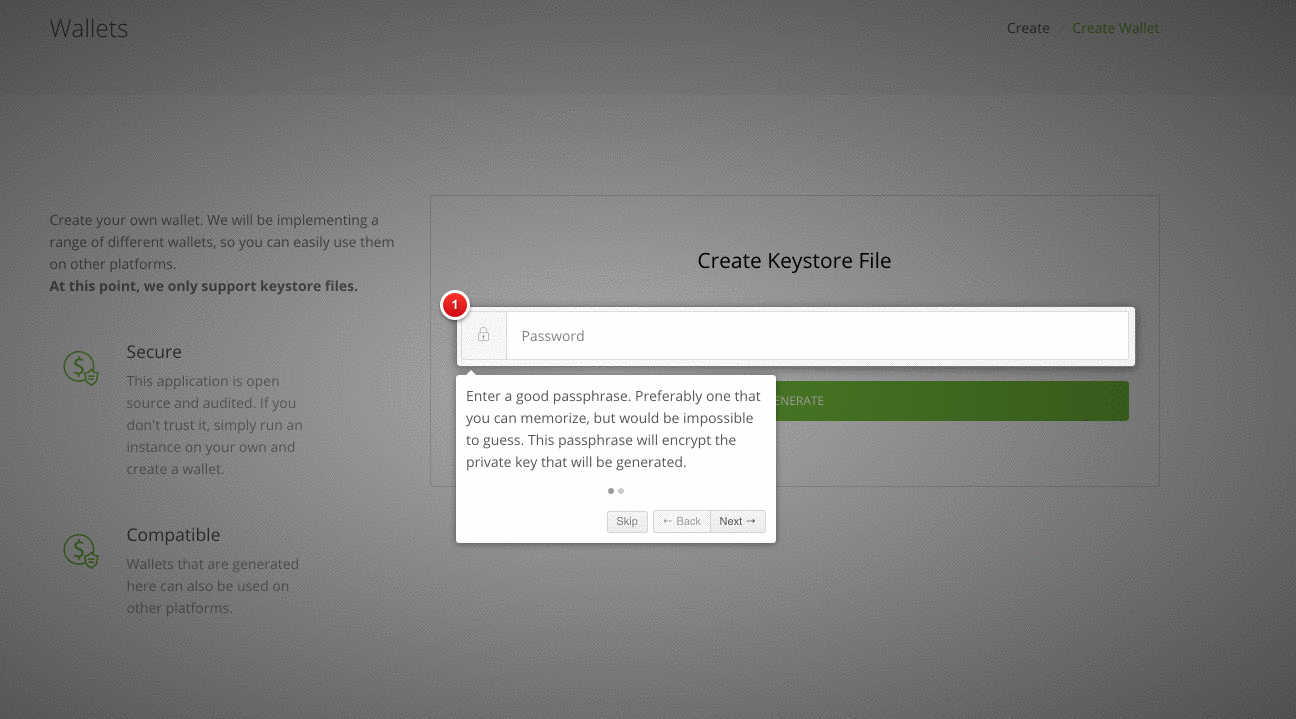 Wallets
Create / Create Wallet
Create your own wallet. We will be implementing a
range of different wallets, so you can easily use them
on other platforms.
At this point, we only support keystore files.
Secure
This application is open
source and audited. If you
don't trust it, simply run an
instance on your own and
create a wallet.
Compatible
Wallets that are generated
here can also be used on
other platforms.
Create Keystore File
1
Password
ENERATE
Enter a good passphrase. Preferably one that
you can memorize, but would be impossible
to guess. This passphrase will encrypt the
private key that will be generated.
Skip
← Back
Next →